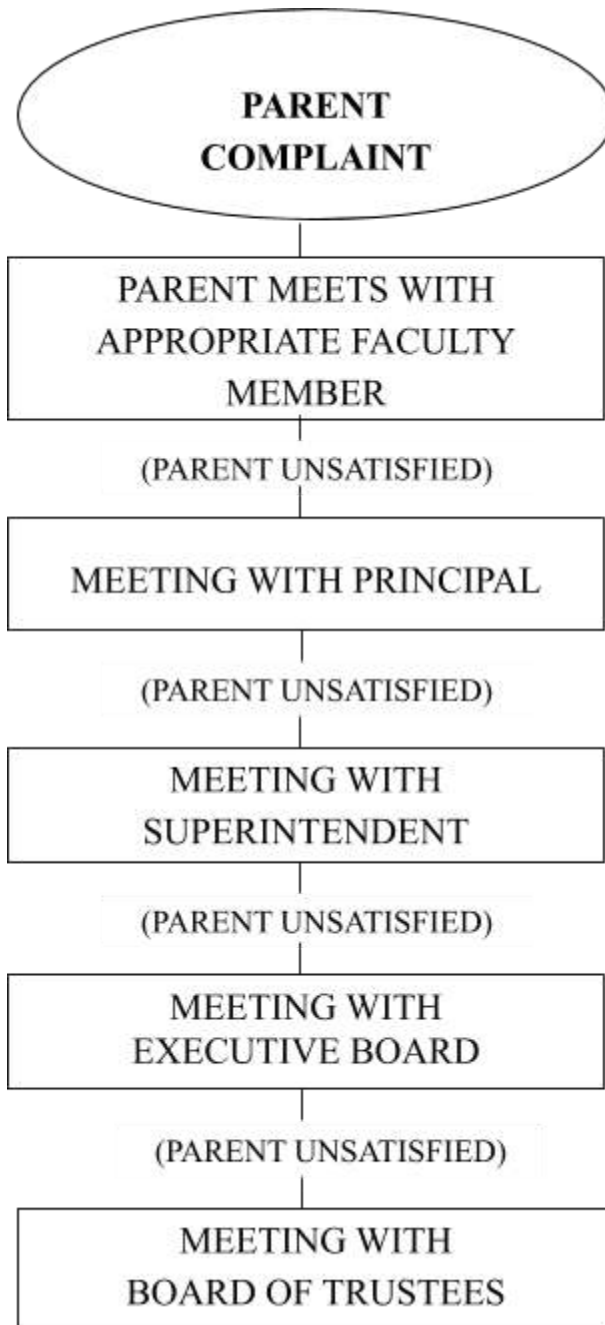 PARENT
COMPLAINT
PARENT MEETS WITH
APPROPRIATE FACULTY
MEMBER
(PARENT UNSATISFIED)
MEETING WITH PRINCIPAL
(PARENT UNSATISFIED)
MEETING WITH
SUPERINTENDENT
(PARENT UNSATISFIED)
MEETING WITH
EXECUTIVE BOARD
(PARENT UNSATISFIED)
MEETING WITH
BOARD OF TRUSTEES